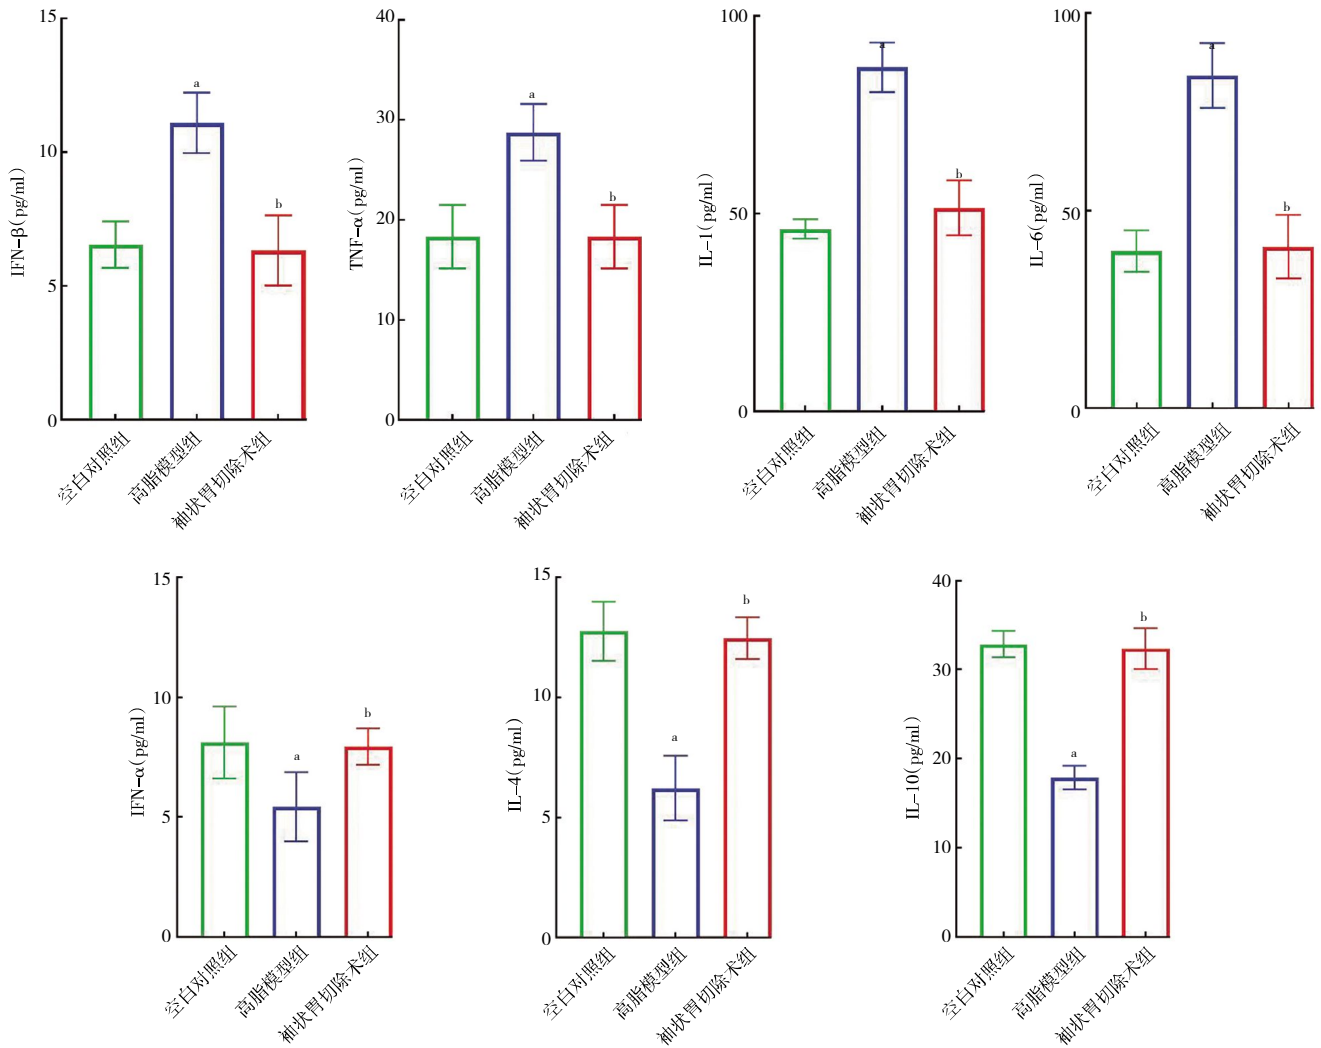 IFN-β(pg/ml)
15
10
5
0
a
b
空白对照组
高脂模型组
袖状胃切除术组
TNF-α(pg/ml)
40
30
20
10
0
a
b
空白对照组
高脂模型组
袖状胃切除术组
IL-1(pg/ml)
100
50
0
a
b
空白对照组
高脂模型组
袖状胃切除术组
IL-6(pg/ml)
100
50
0
a
b
空白对照组
高脂模型组
袖状胃切除术组
IFN-α(pg/ml)
15
10
5
0
a
b
空白对照组
高脂模型组
袖状胃切除术组
IL-4(pg/ml)
15
10
5
0
a
b
空白对照组
高脂模型组
袖状胃切除术组
IL-10(pg/ml)
40
30
20
10
0
a
b
空白对照组
高脂模型组
袖状胃切除术组